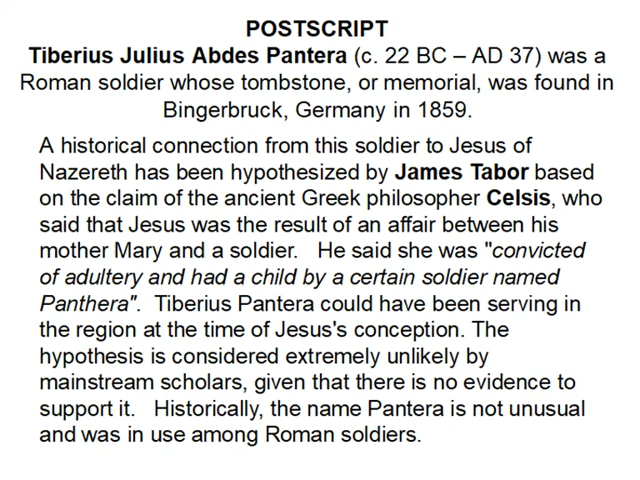 POSTSCRIPT
Tiberius Julius Abdes Pantera (c. 22 BC – AD 37) was a
Roman soldier whose tombstone, or memorial, was found in
Bingerbruck, Germany in 1859.
A historical connection from this soldier to Jesus of
Nazereth has been hypothesized by James Tabor based
on the claim of the ancient Greek philosopher Celsis, who
said that Jesus was the result of an affair between his
mother Mary and a soldier.   He said she was "convicted
of adultery and had a child by a certain soldier named
Panthera".  Tiberius Pantera could have been serving in
the region at the time of Jesus's conception. The
hypothesis is considered extremely unlikely by
mainstream scholars, given that there is no evidence to
support it.   Historically, the name Pantera is not unusual
and was in use among Roman soldiers.